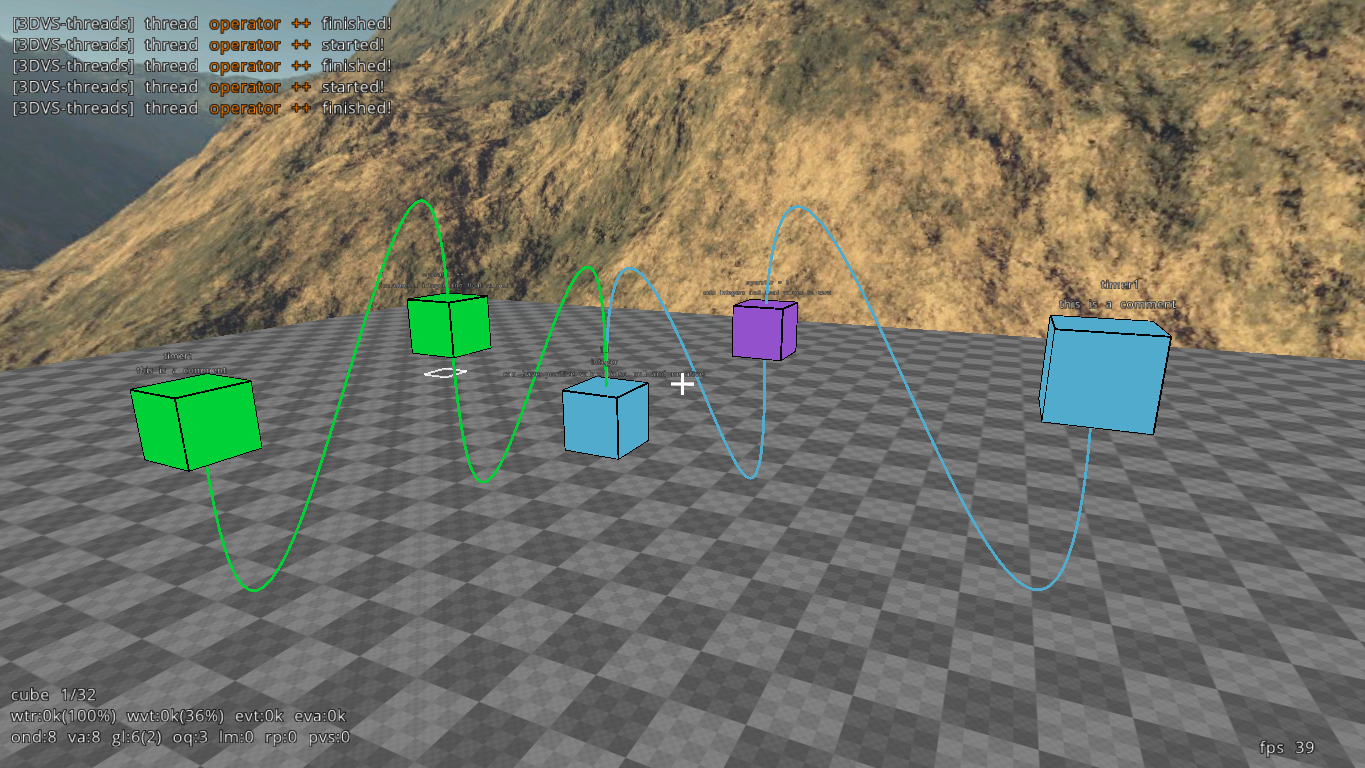 [3DVS-threads] thread operator ++ finished!
[3DVS-threads] thread operator ++ started!
[3DVS-threads] thread operator ++ finished!
[3DVS-threads] thread operator ++ started!
[3DVS-threads] thread operator ++ finished!
timer1
this is a comment
this is a comment
cube 1/32
wtr:0k(100%) wvt:0k(36%) evt:0k eva:0k
ond:8 va:8 gl:6(2) oq:3 lm:0 rp:0 pvs:0
fps 39